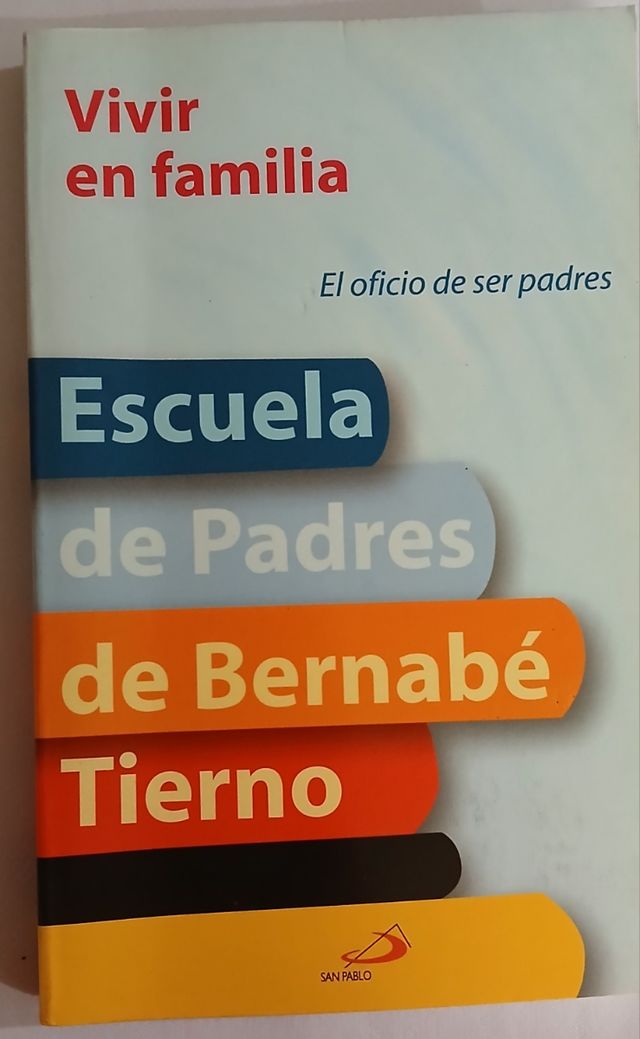 Vivir
en familia
El oficio de ser padres
Escuela
de Padres
de Bernabé
Tierno
SAN PABLO